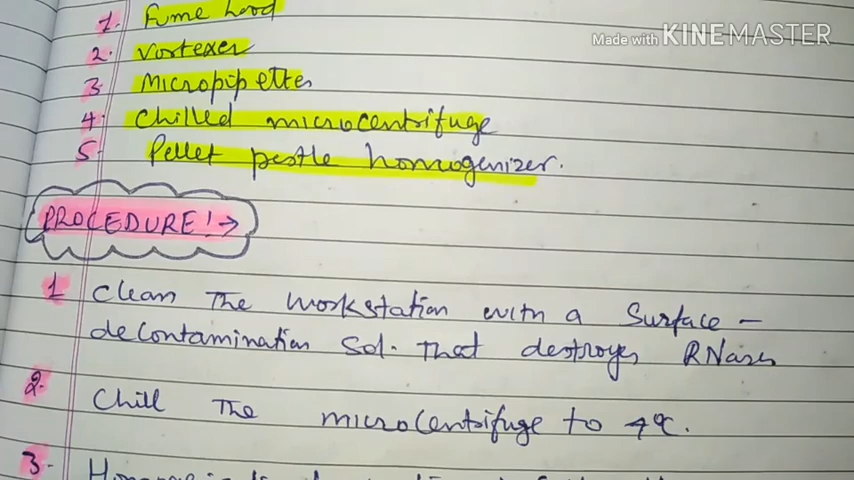 Made with KINEMASTER
1. Fume hood
2. Vortexer
3. Micropipettes
4. Chilled microcentrifuge
5. Pellet pestle homogenizer.
PROCEDURE!→
1 Clean the workstation with a surface -
decontamination sol. that destroyes RNases
2. Chill the microcentrifuge to 4°C.
3.